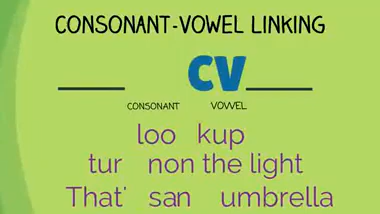 CONSONANT-VOWEL LINKING
CV
CONSONANT VOWEL
loo kup
tur non the light
That' san umbrella